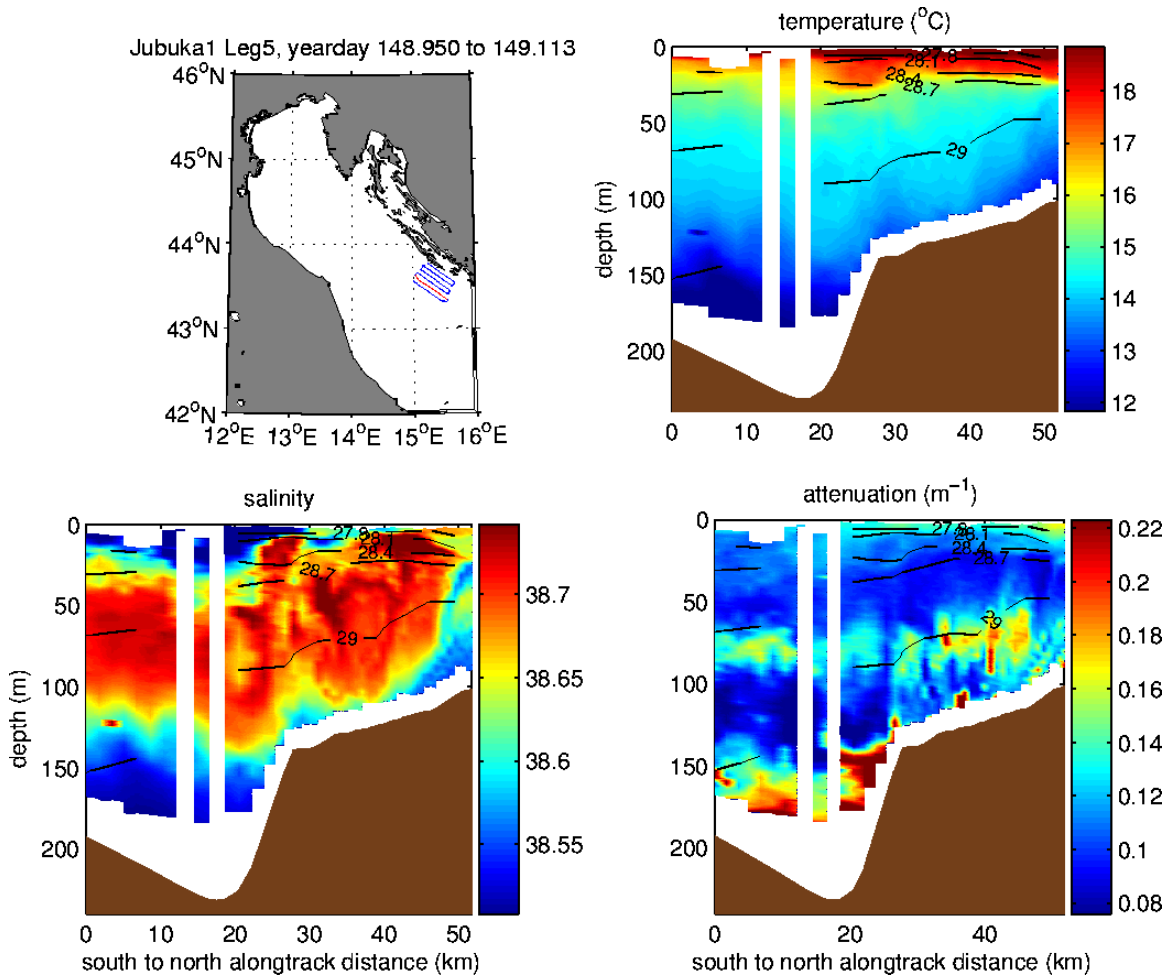 Jubuka1 Leg5, yearday 148.950 to 149.113
46°N
45°N
44°N
43°N
42°N
12°E 13°E 14°E 15°E 16°E
temperature (°C)
0
50
100
150
200
depth (m)
27.8
28.1
28.4
28.7
29
0 10 20 30 40 50
18
17
16
15
14
13
12
salinity
0
50
100
150
200
depth (m)
27.8
28.1
28.4
28.7
29
0 10 20 30 40 50
south to north alongtrack distance (km)
38.7
38.65
38.6
38.55
attenuation (m⁻¹)
0
50
100
150
200
depth (m)
27.8
28.1
28.4
28.7
29
0 20 40
south to north alongtrack distance (km)
0.22
0.2
0.18
0.16
0.14
0.12
0.1
0.08